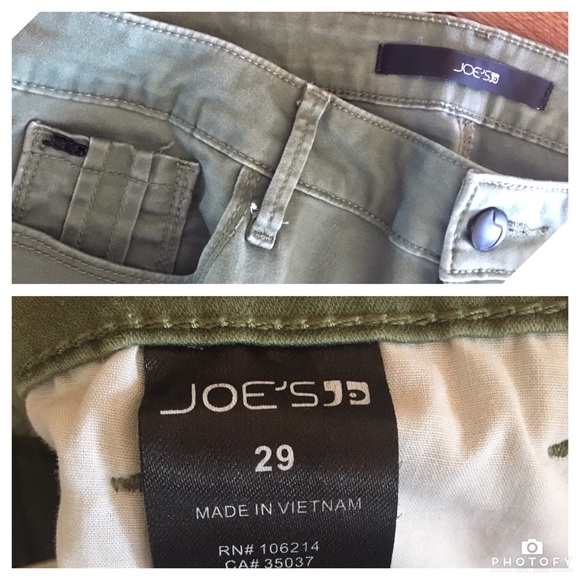 JOE'S
JOE'S
29
MADE IN VIETNAM
RN# 106214
CA# 35037
PHOTOFY